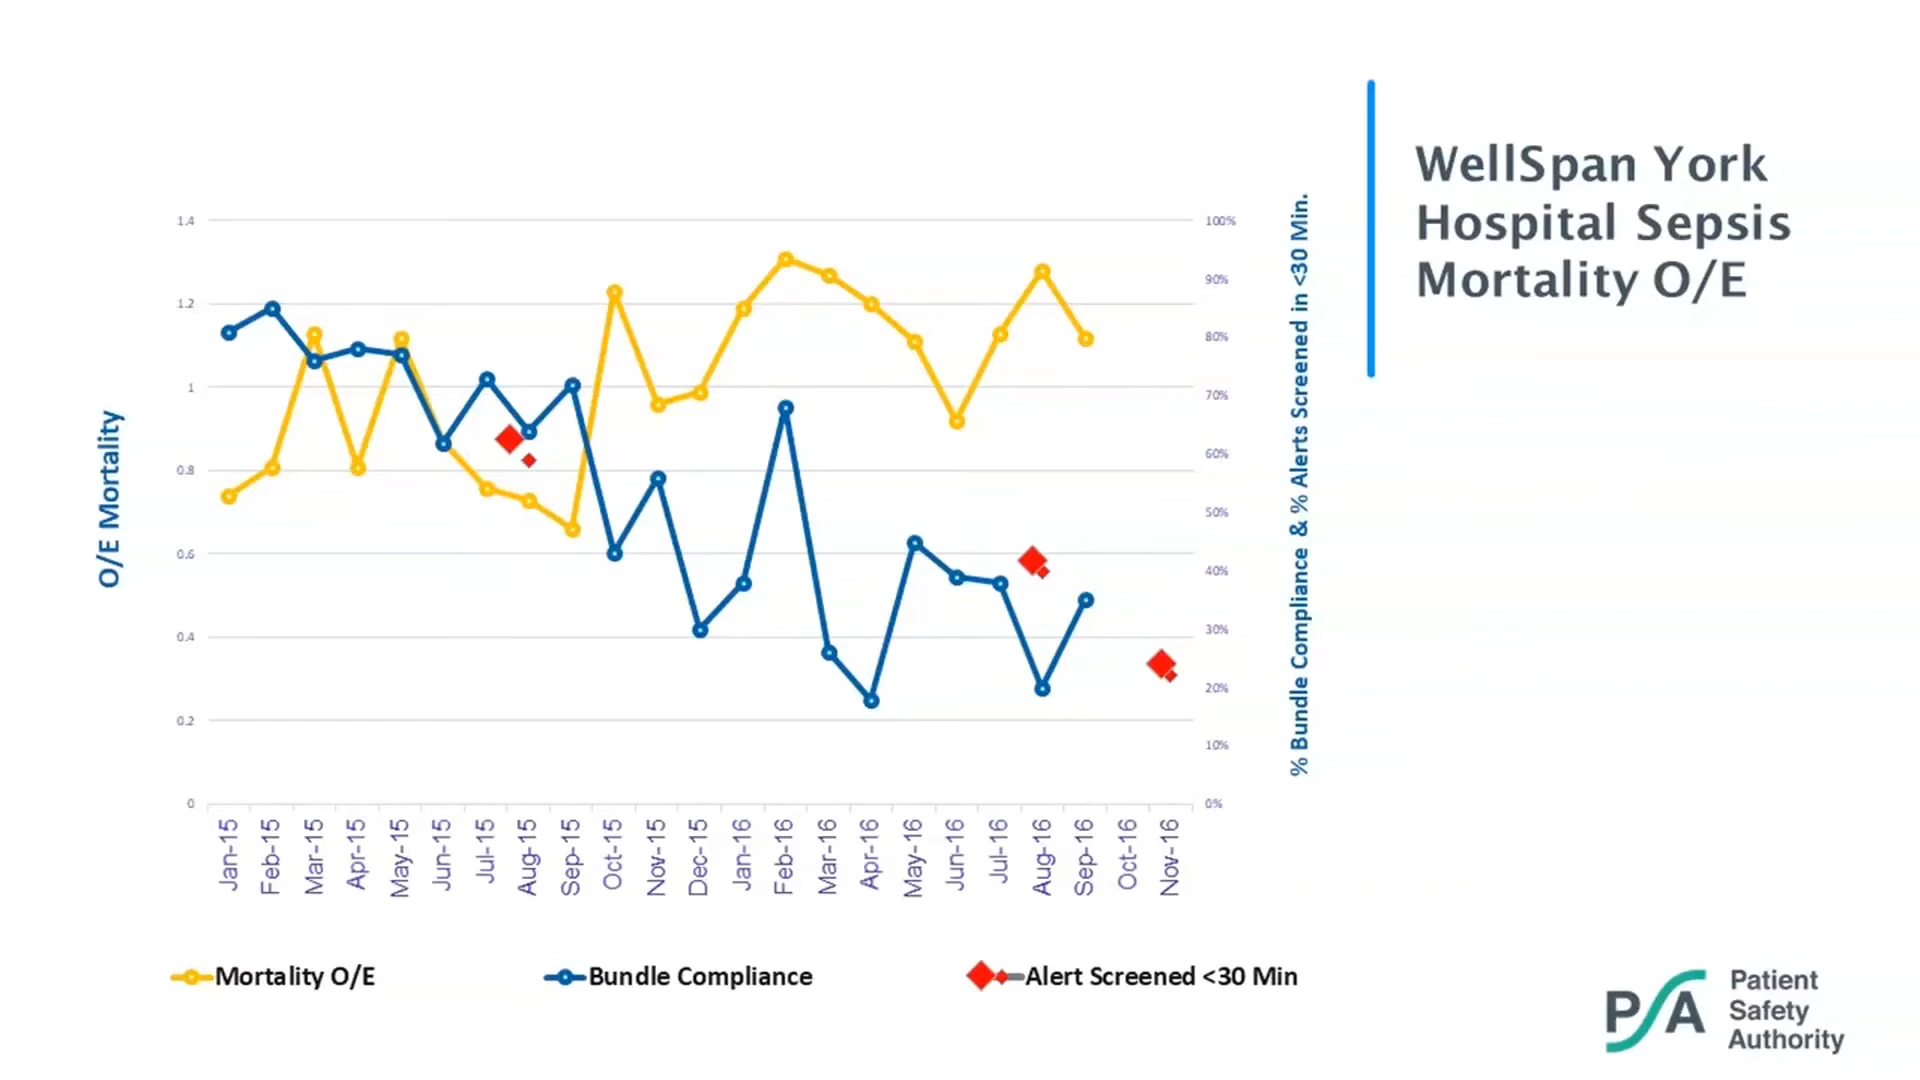 WellSpan York
Hospital Sepsis
Mortality O/E
O/E Mortality
1.4
1.2
1
0.8
0.6
0.4
0.2
0
100%
90%
80%
70%
60%
50%
40%
30%
20%
10%
0%
% Bundle Compliance & % Alerts Screened in <30 Min.
Jan-15
Feb-15
Mar-15
Apr-15
May-15
Jun-15
Jul-15
Aug-15
Sep-15
Oct-15
Nov-15
Dec-15
Jan-16
Feb-16
Mar-16
Apr-16
May-16
Jun-16
Jul-16
Aug-16
Sep-16
Oct-16
Nov-16
Mortality O/E
Bundle Compliance
Alert Screened <30 Min
PSA
Patient
Safety
Authority